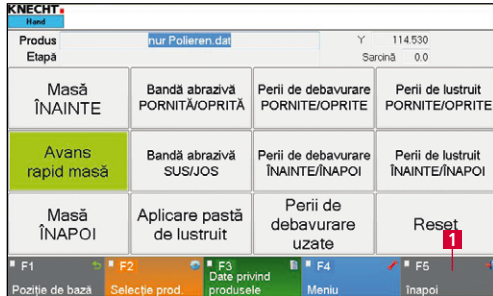 KNECHT
Hand
Produs nur Polieren.dat Y 114.530
Etapă Sarcină 0.0
Masă
ÎNAINTE
Bandă abrazivă
PORNITĂ/OPRITĂ
Perii de debavurare
PORNITE/OPRITE
Perii de lustruit
PORNITE/OPRITE
Avans
rapid masă
Bandă abrazivă
SUS/JOS
Perii de debavurare
ÎNAINTE/ÎNAPOI
Perii de lustruit
ÎNAINTE/ÎNAPOI
Masă
ÎNAPOI
Aplicare pastă
de lustruit
Perii de
debavurare
uzate
Reset
1
F1
Poziție de bază
F2
Selecție prod.
F3
Date privind
produsele
F4
Meniu
F5
Înapoi